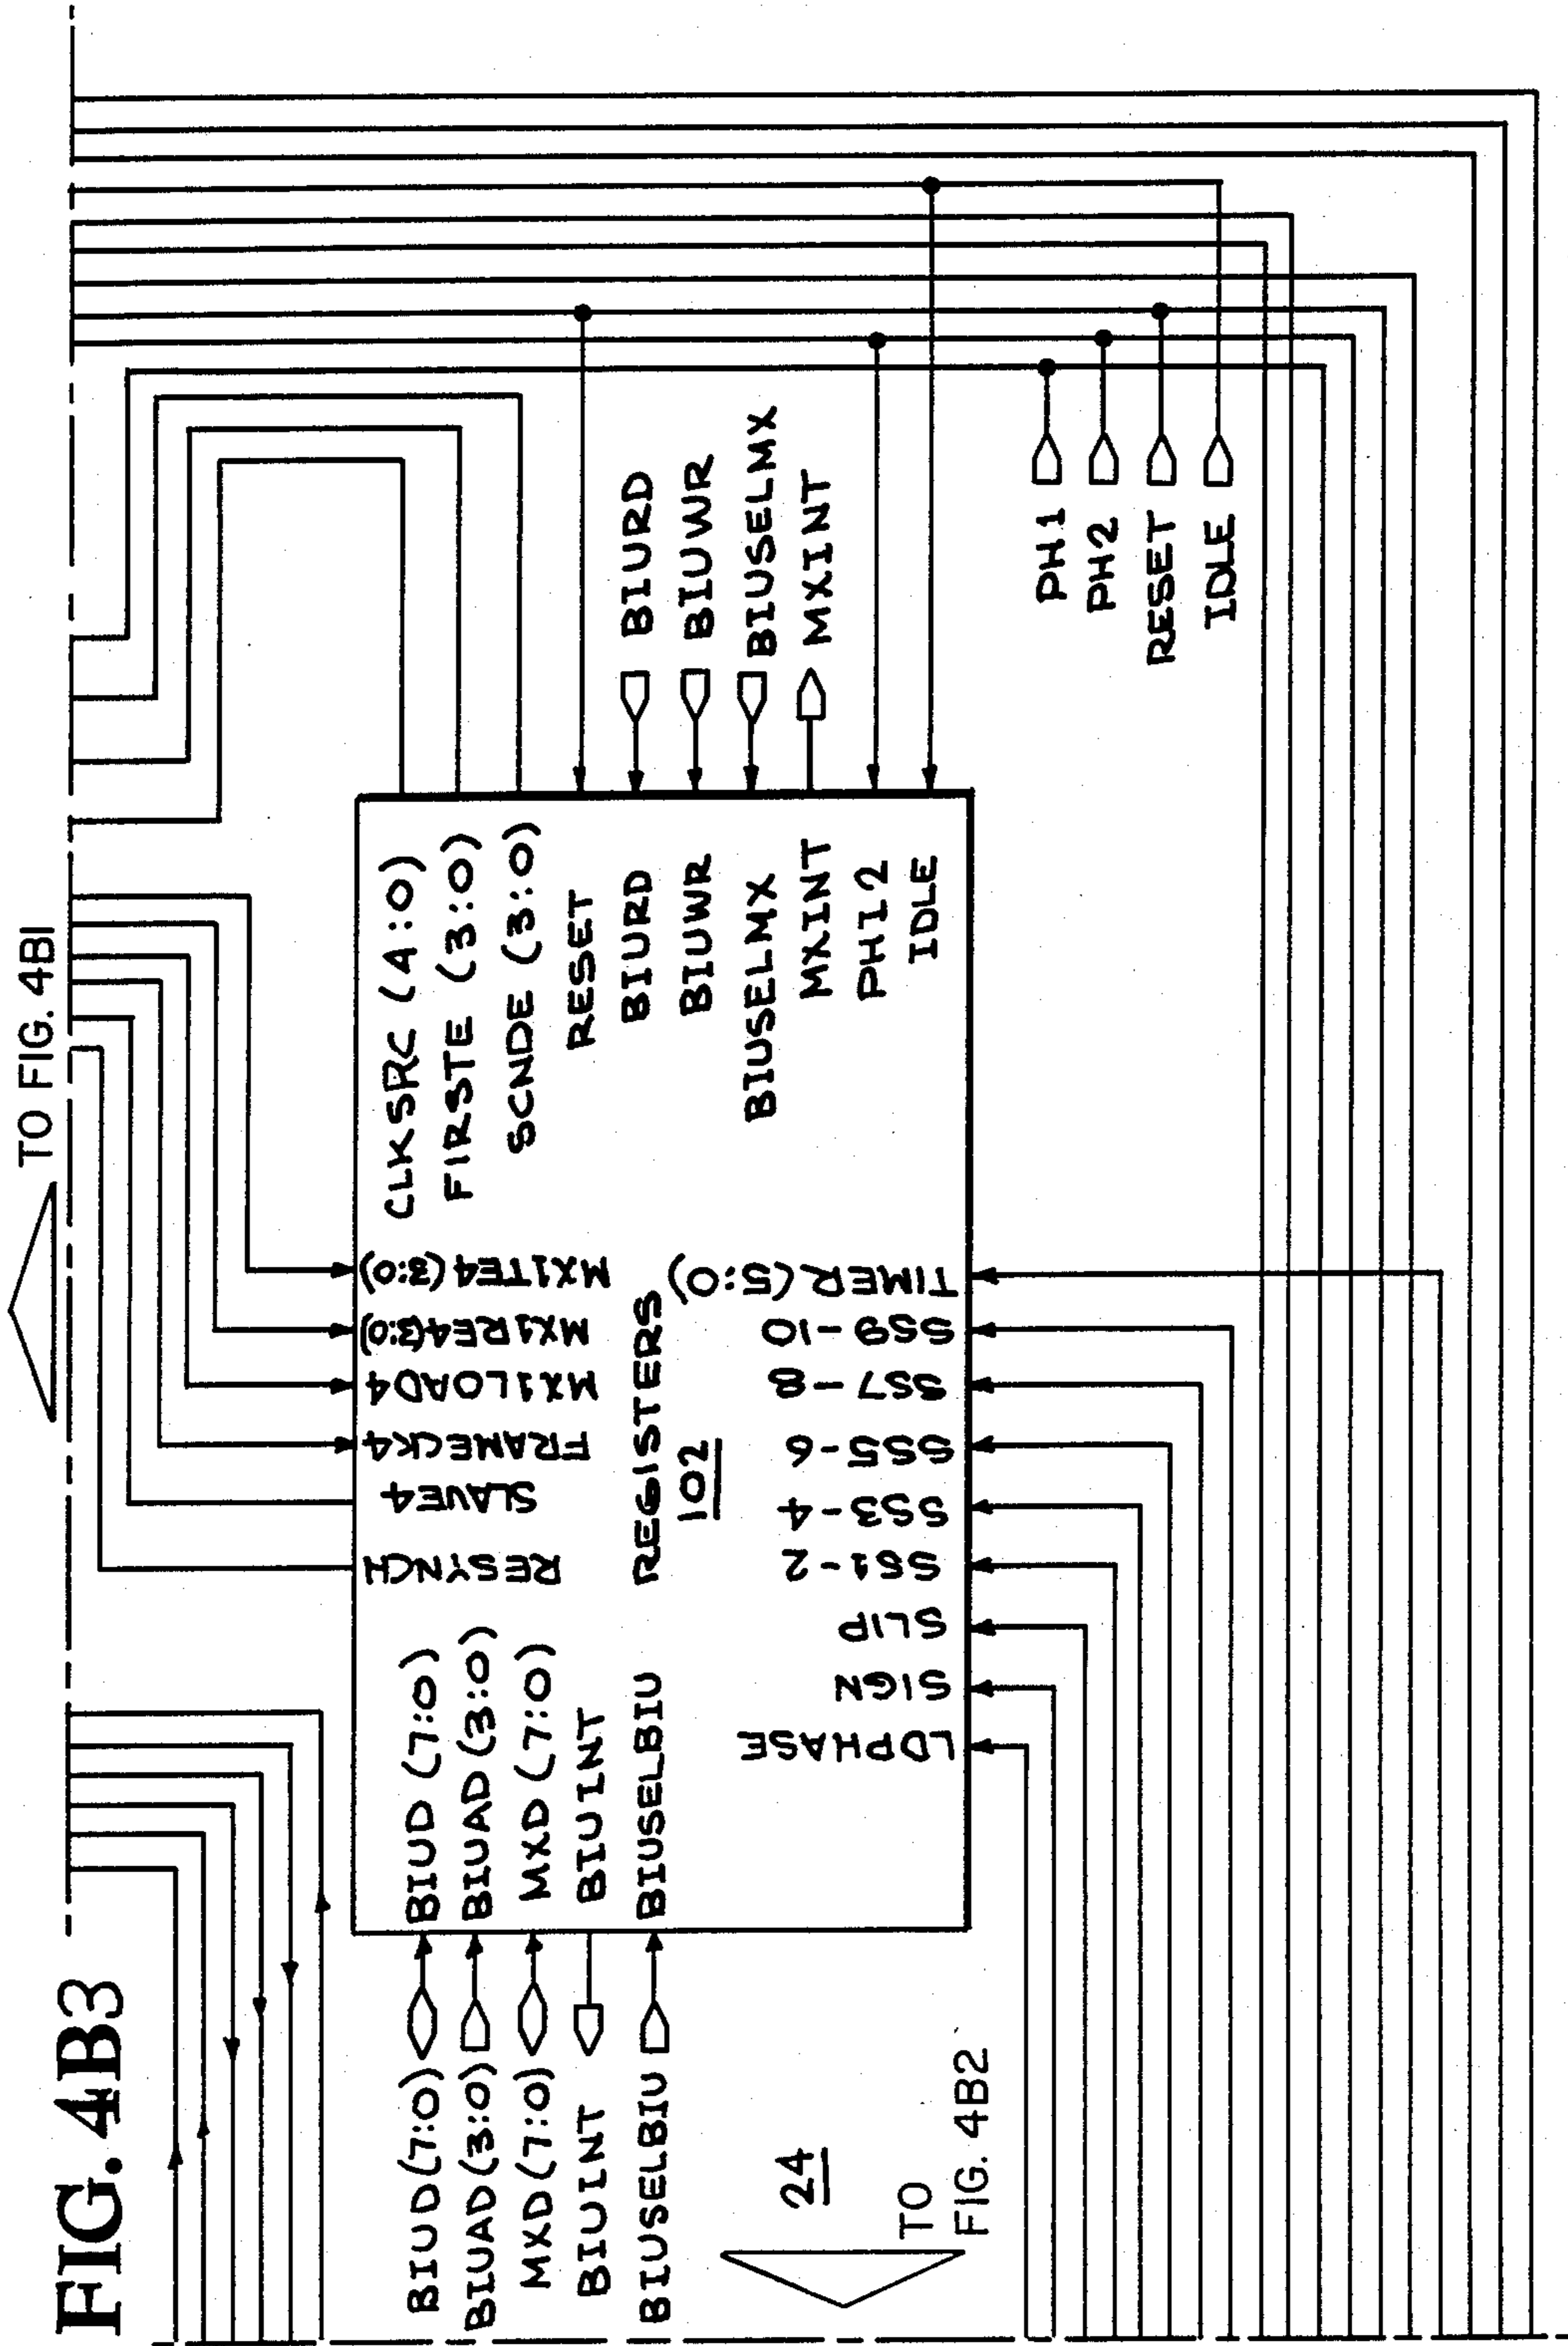 FIG. 4B3
TO FIG. 4B1
BIUD (7:0)
BIUAD (3:0)
MXD (7:0)
BIUINT
BIUSELBIU
BIUD (7:0)
BIUAD (3:0)
MXD (7:0)
BIUINT
BIUSELBIU
RESYNCH
SLAVE4
FRAMECK4
MX1LOAD4
MX1RE4 (3:0)
MX1TE4 (3:0)
REGISTERS
102
CLKSRC (4:0)
FIRSTE (3:0)
SCNDE (3:0)
RESET
BIURD
BIUWR
BIUSELMX
MXINT
PHI2
IDLE
BIURD
BIUWR
BIUSELMX
MXINT
LDPHASE
SIGN
SLIP
SS1-2
SS3-4
SS5-6
SS7-8
SS9-10
TIMER (5:0)
PH1
PH2
RESET
IDLE
24
TO
FIG. 4B2